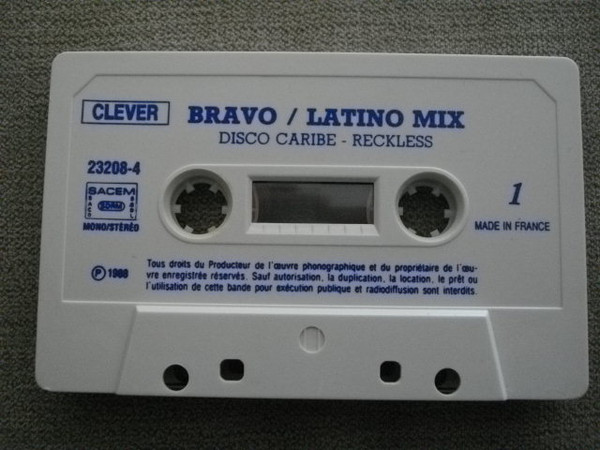 CLEVER
BRAVO / LATINO MIX
DISCO CARIBE - RECKLESS
23208-4
SACEM
SDRM
SACD
SGDL
MONO/STÉRÉO
1
MADE IN FRANCE
Ⓟ 1988
Tous droits du Producteur de l'œuvre phonographique et du propriétaire de l'œu-
vre enregistrée réservés. Sauf autorisation, la duplication, la location, le prêt ou
l'utilisation de cette bande pour exécution publique et radiodiffusion sont interdits.